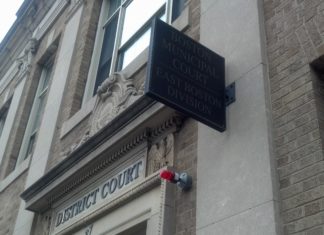 BOSTON
MUNICIPAL
COURT
EAST BOSTON
DIVISION
DISTRICT COURT